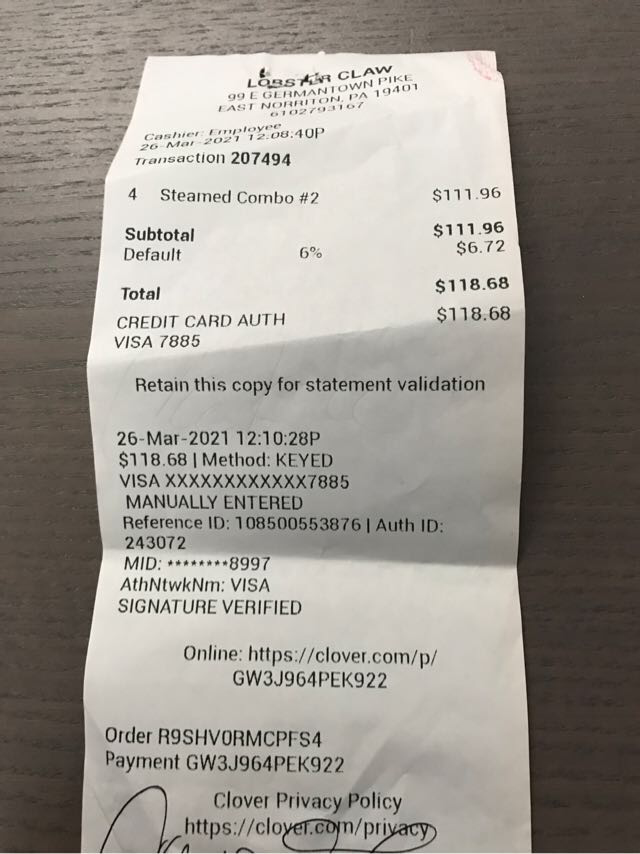 LOBSTER CLAW
99 E GERMANTOWN PIKE
EAST NORRITON, PA 19401
6102793167
Cashier: Employee
26-Mar-2021 12:08:40P
Transaction 207494
4 Steamed Combo #2 $111.96
Subtotal $111.96
Default 6% $6.72
Total $118.68
CREDIT CARD AUTH $118.68
VISA 7885
Retain this copy for statement validation
26-Mar-2021 12:10:28P
$118.68 | Method: KEYED
VISA XXXXXXXXXXXX7885
MANUALLY ENTERED
Reference ID: 108500553876 | Auth ID:
243072
MID: ********8997
AthNtwkNm: VISA
SIGNATURE VERIFIED
Online: https://clover.com/p/
GW3J964PEK922
Order R9SHV0RMCPFS4
Payment GW3J964PEK922
Clover Privacy Policy
https://clover.com/privacy